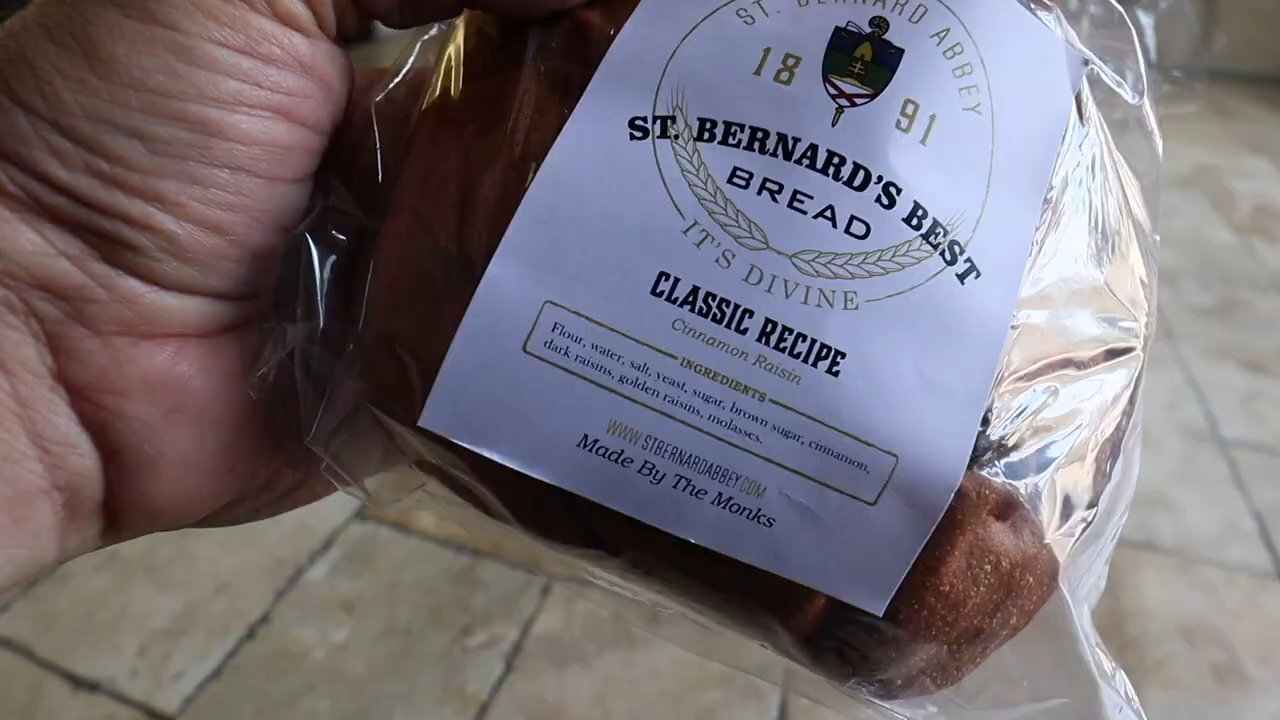 ST. BERNARD ABBEY
18 91
ST. BERNARD'S BEST
BREAD
IT'S DIVINE
CLASSIC RECIPE
Cinnamon Raisin
INGREDIENTS
Flour, water, salt, yeast, sugar, brown sugar, cinnamon,
dark raisins, golden raisins, molasses.
WWW.STBERNARDABBEY.COM
Made By The Monks